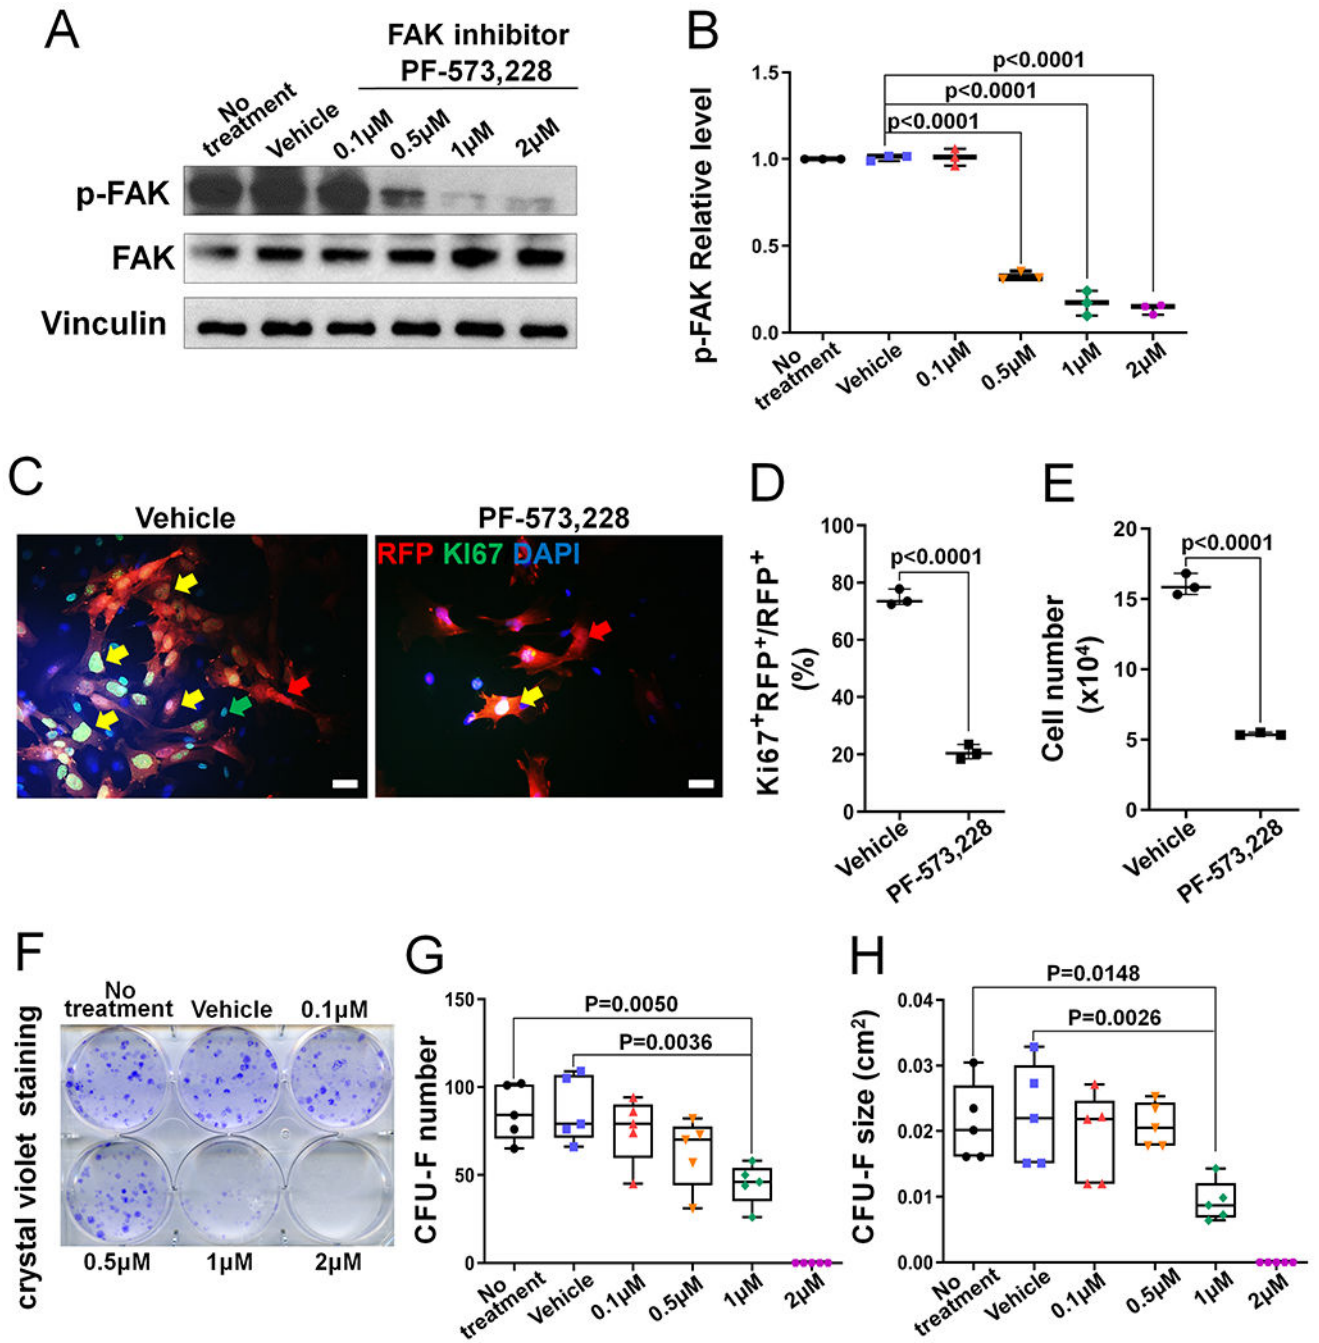 A
FAK inhibitor
PF-573,228
No
treatment
Vehicle
0.1μM
0.5μM
1μM
2μM
p-FAK
FAK
Vinculin
B
p-FAK Relative level
1.5
1.0
0.5
0.0
p<0.0001
p<0.0001
p<0.0001
No
treatment
Vehicle
0.1μM
0.5μM
1μM
2μM
C
Vehicle
PF-573,228
RFP KI67 DAPI
D
Ki67+RFP+/RFP+
(%)
100
80
60
40
20
0
p<0.0001
Vehicle
PF-573,228
E
Cell number
(x10⁴)
20
15
10
5
0
p<0.0001
Vehicle
PF-573,228
F
crystal violet staining
No
treatment
Vehicle
0.1μM
0.5μM
1μM
2μM
G
CFU-F number
150
100
50
0
P=0.0050
P=0.0036
No
treatment
Vehicle
0.1μM
0.5μM
1μM
2μM
H
CFU-F size (cm²)
0.04
0.03
0.02
0.01
0.00
P=0.0148
P=0.0026
No
treatment
Vehicle
0.1μM
0.5μM
1μM
2μM